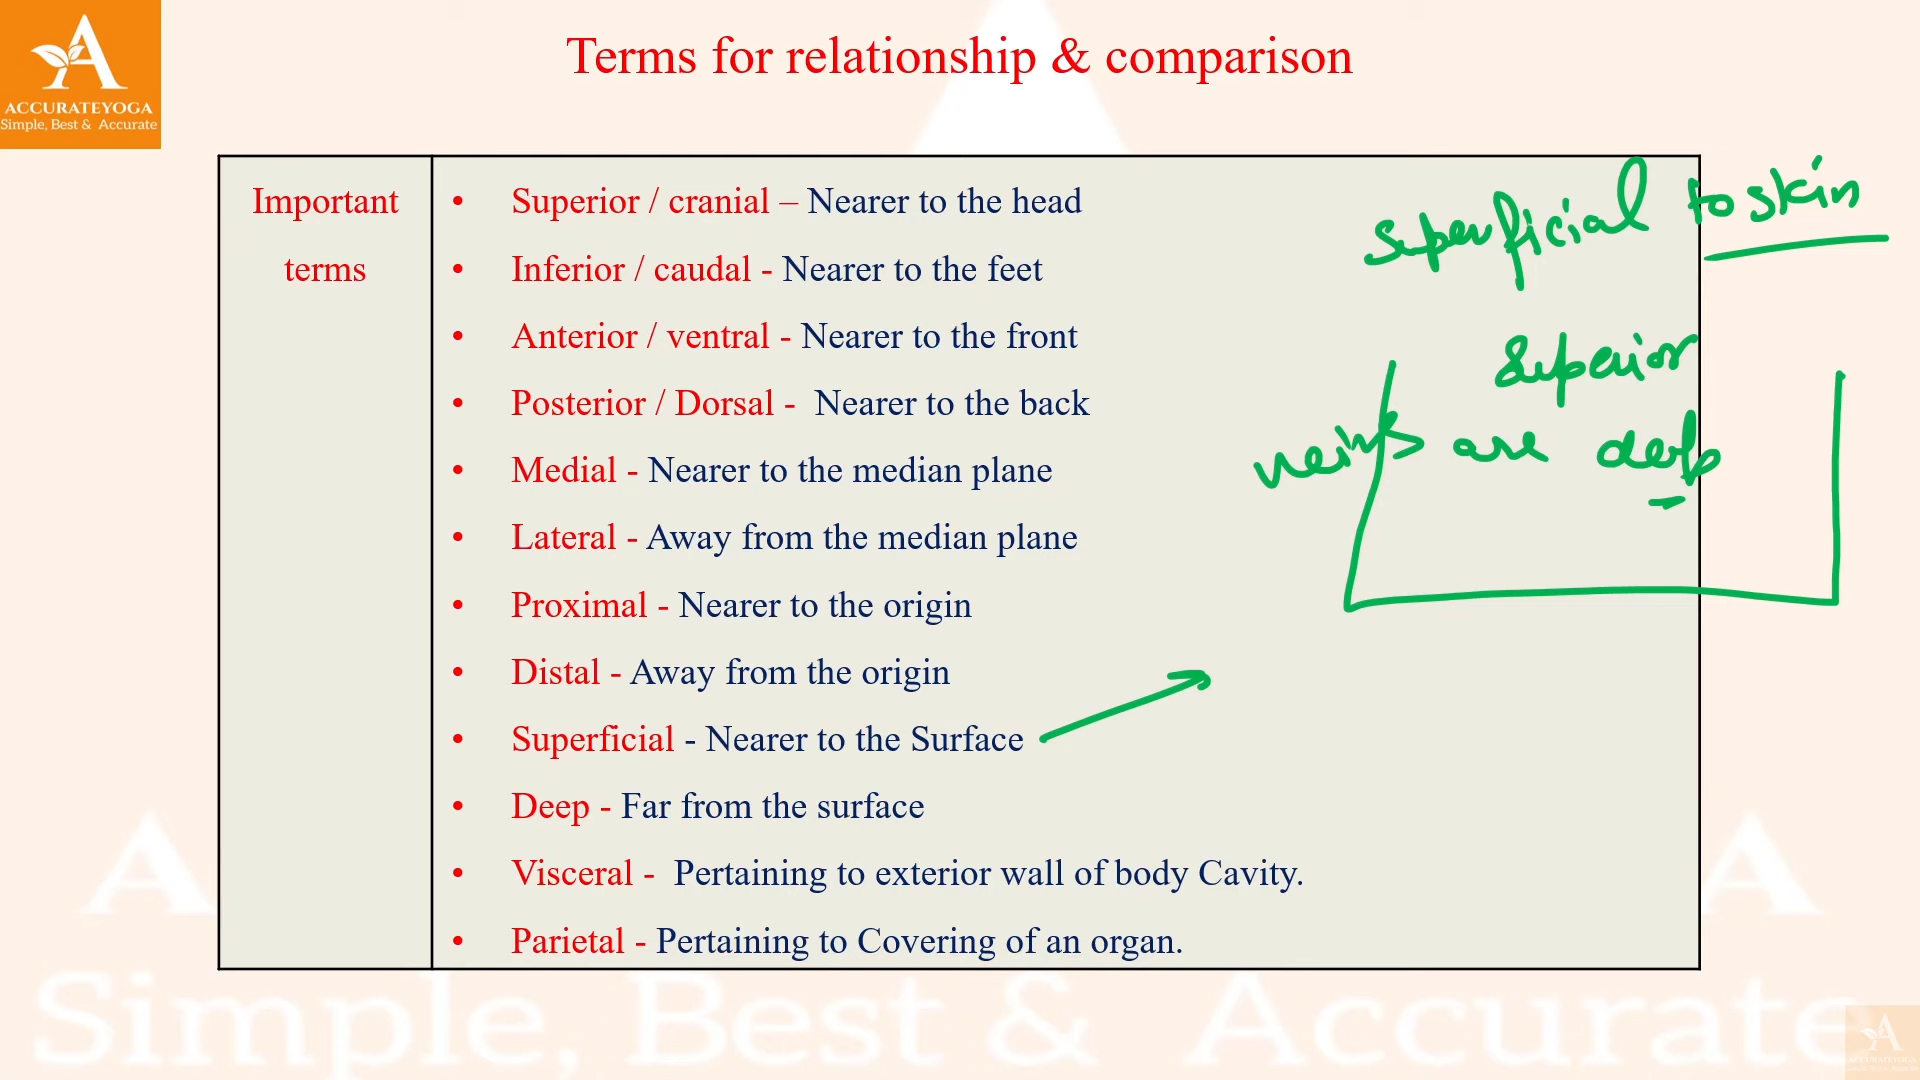 A
ACCURATEYOGA
Simple, Best & Accurate
Terms for relationship & comparison
Important
terms
• Superior / cranial – Nearer to the head
• Inferior / caudal - Nearer to the feet
• Anterior / ventral - Nearer to the front
• Posterior / Dorsal - Nearer to the back
• Medial - Nearer to the median plane
• Lateral - Away from the median plane
• Proximal - Nearer to the origin
• Distal - Away from the origin
• Superficial - Nearer to the Surface
• Deep - Far from the surface
• Visceral - Pertaining to exterior wall of body Cavity.
• Parietal - Pertaining to Covering of an organ.
superficial to skin
Superior
are deep
A A
Simple, Best & Accurate